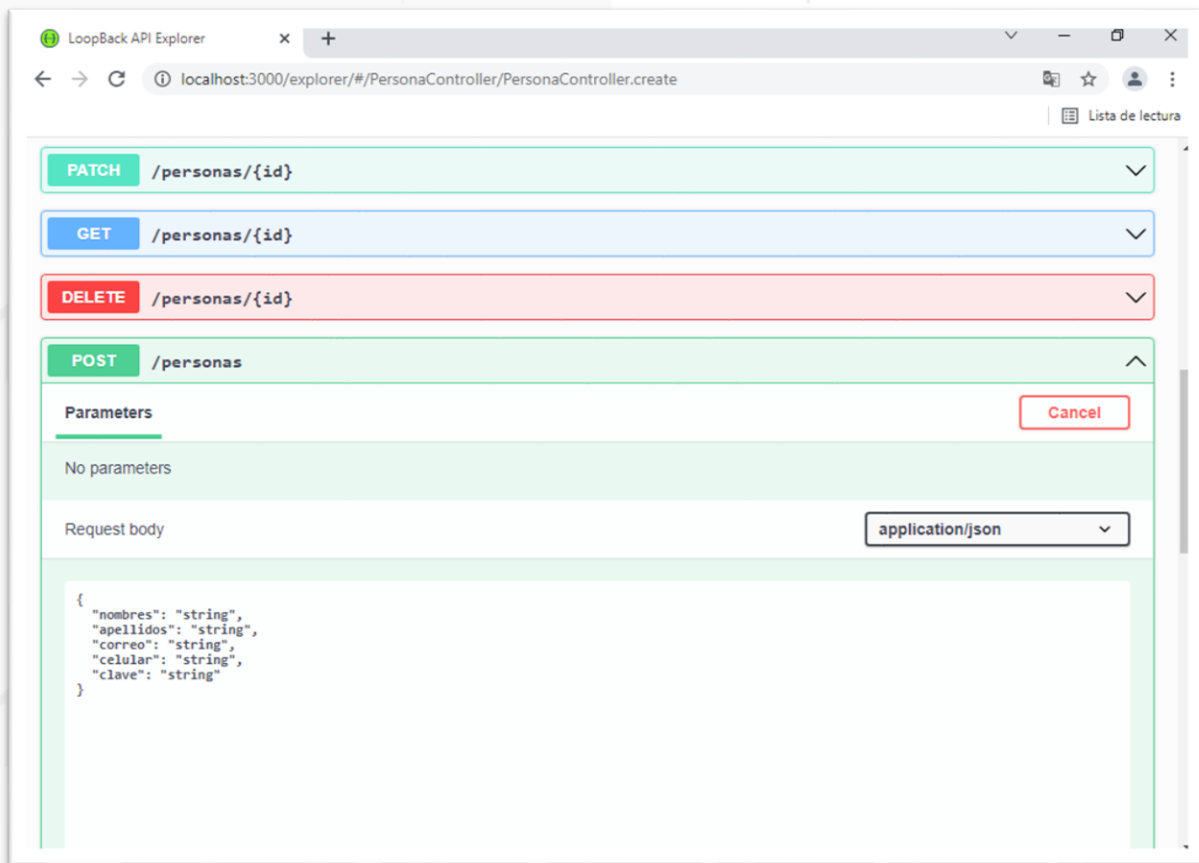 LoopBack API Explorer
localhost:3000/explorer/#/PersonaController/PersonaController.create
Lista de lectura
PATCH /personas/{id}
GET /personas/{id}
DELETE /personas/{id}
POST /personas
Parameters Cancel
No parameters
Request body application/json
{
"nombres": "string",
"apellidos": "string",
"correo": "string",
"celular": "string",
"clave": "string"
}